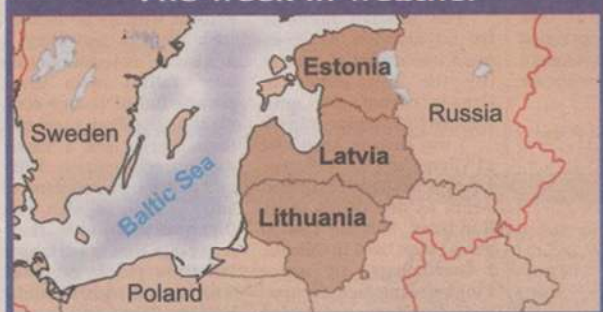 Estonia
Russia
Sweden
Latvia
Baltic Sea
Lithuania
Poland